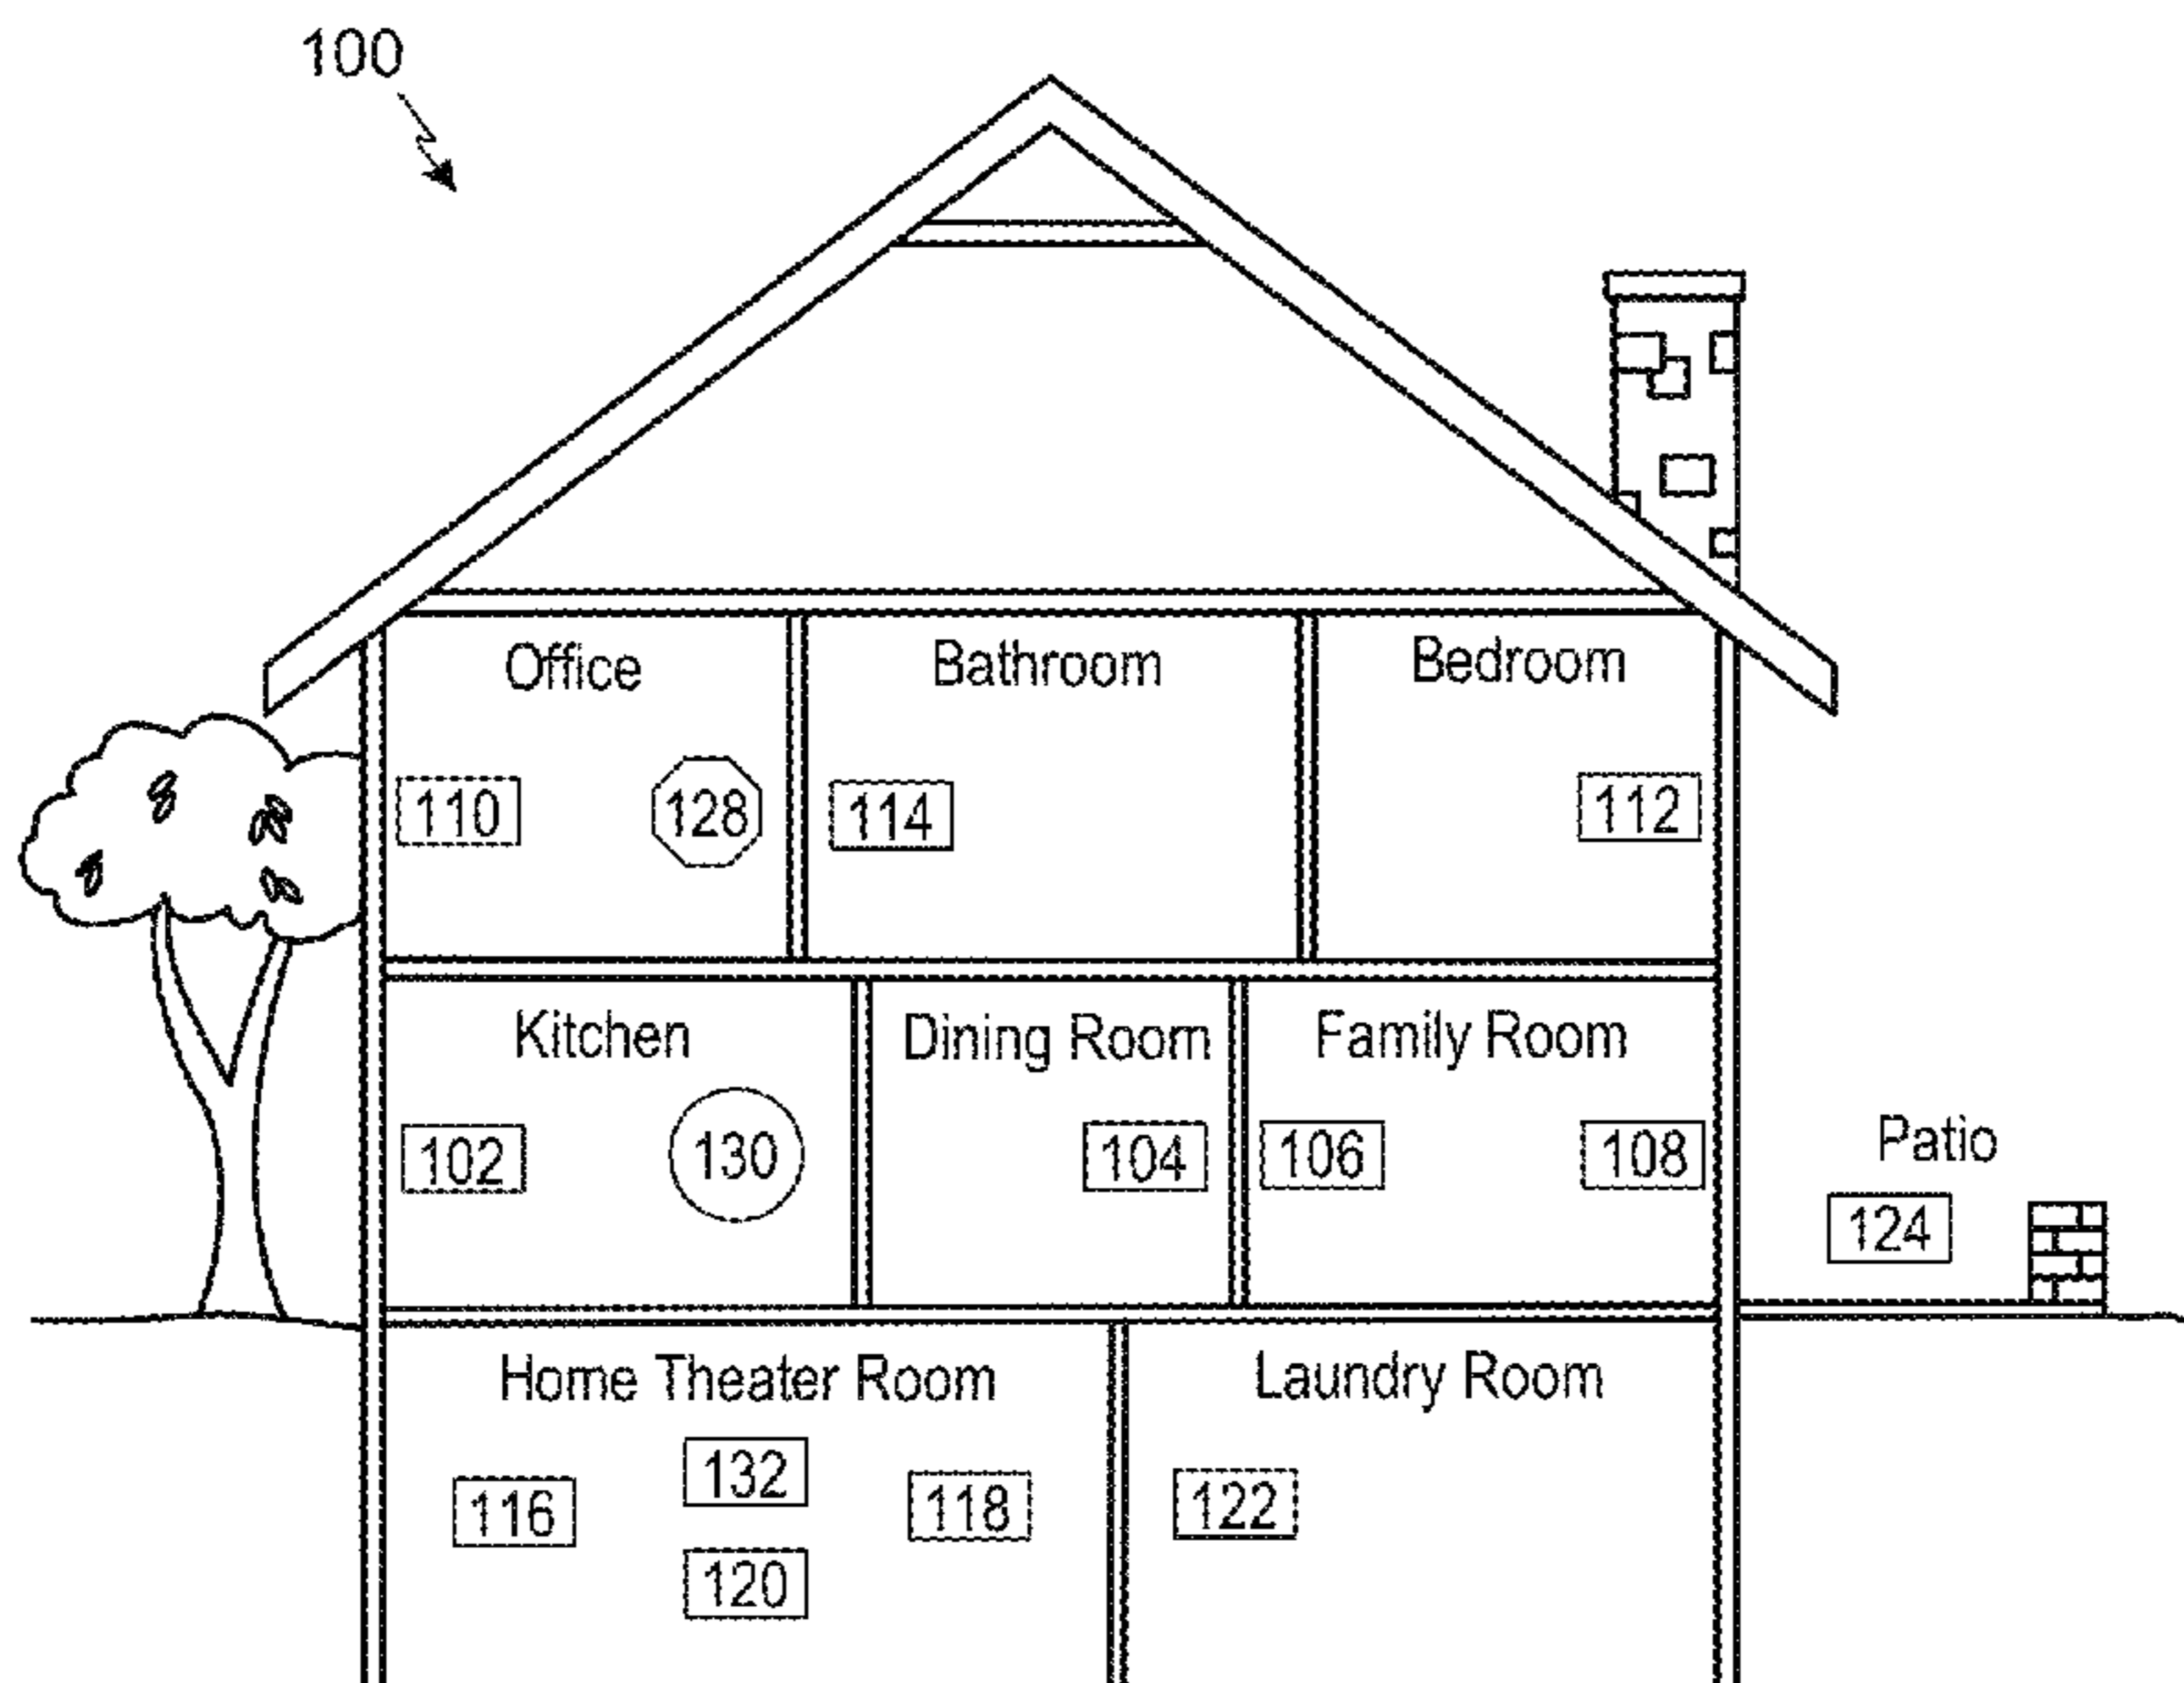 100
Office Bathroom Bedroom
110 128 114 112
Kitchen Dining Room Family Room
102 130 104 106 108
Patio
124
Home Theater Room Laundry Room
132
116 118 122
120